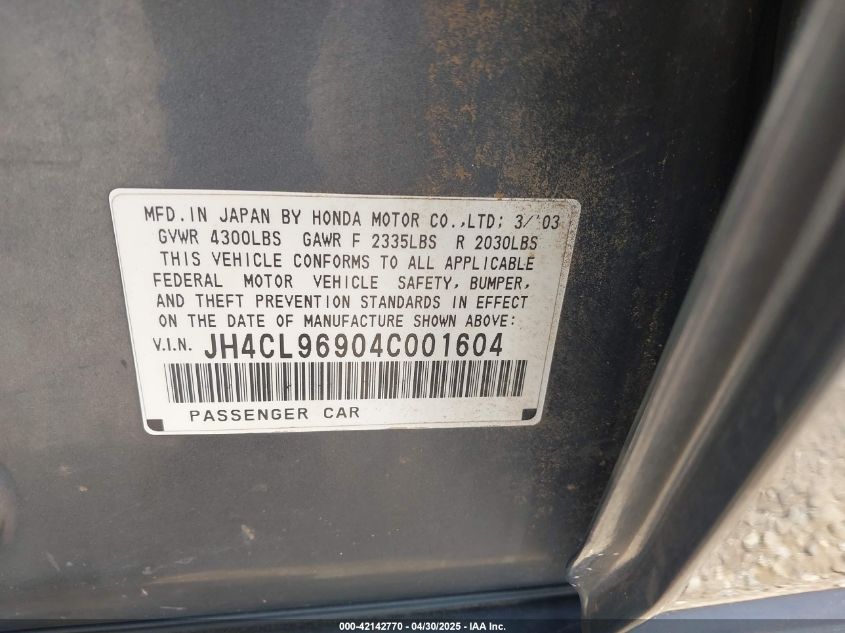 MFD.IN JAPAN BY HONDA MOTOR CO.,LTD; 3/'03
GVWR 4300LBS GAWR F 2335LBS R 2030LBS
THIS VEHICLE CONFORMS TO ALL APPLICABLE
FEDERAL MOTOR VEHICLE SAFETY, BUMPER,
AND THEFT PREVENTION STANDARDS IN EFFECT
ON THE DATE OF MANUFACTURE SHOWN ABOVE:
V.I.N. JH4CL96904C001604
PASSENGER CAR
000-42142770 - 04/30/2025 - IAA Inc.